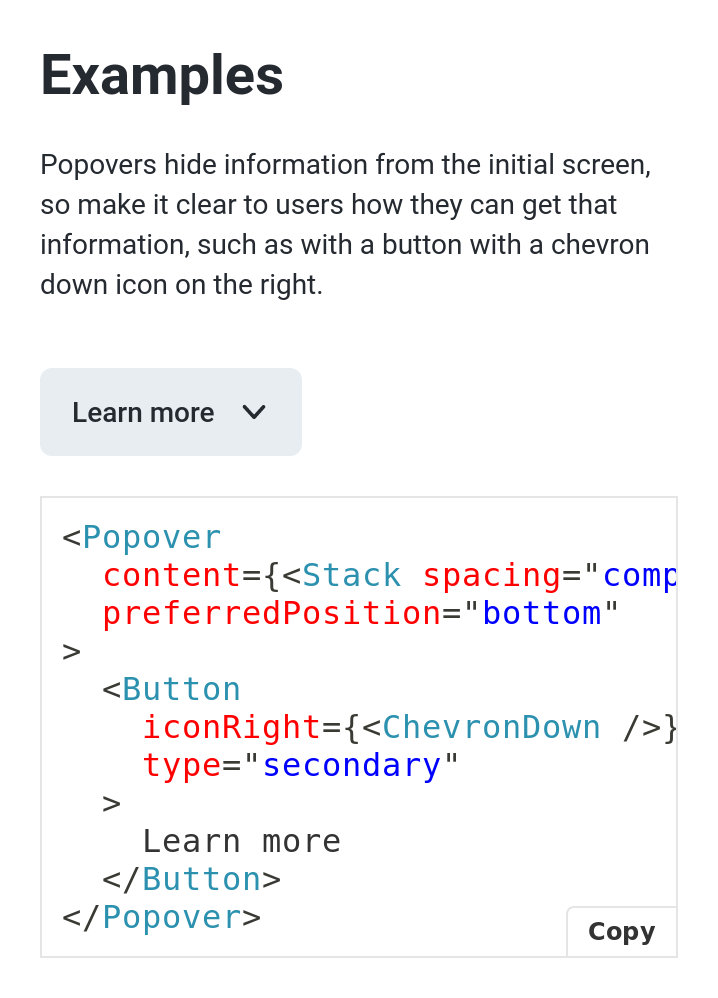 Examples
Popovers hide information from the initial screen,
so make it clear to users how they can get that
information, such as with a button with a chevron
down icon on the right.
Learn more
<Popover
  content={<Stack spacing="comp
  preferredPosition="bottom"
>
  <Button
    iconRight={<ChevronDown />}
    type="secondary"
  >
    Learn more
  </Button>
</Popover>
Copy